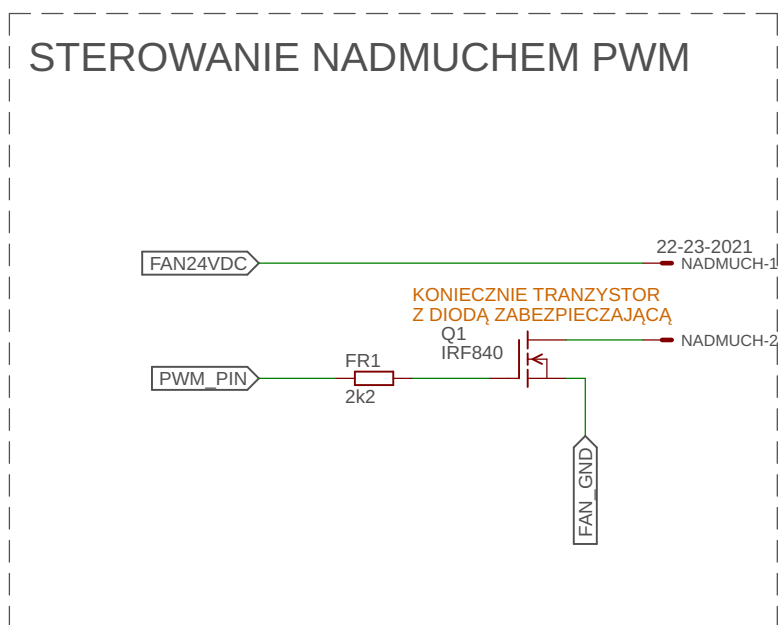 STEROWANIE NADMUCHEM PWM
22-23-2021
FAN24VDC
NADMUCH-1
KONIECZNIE TRANZYSTOR
Z DIODĄ ZABEZPIECZAJĄCĄ
Q1
IRF840
NADMUCH-2
FR1
PWM_PIN
2k2
FAN_GND